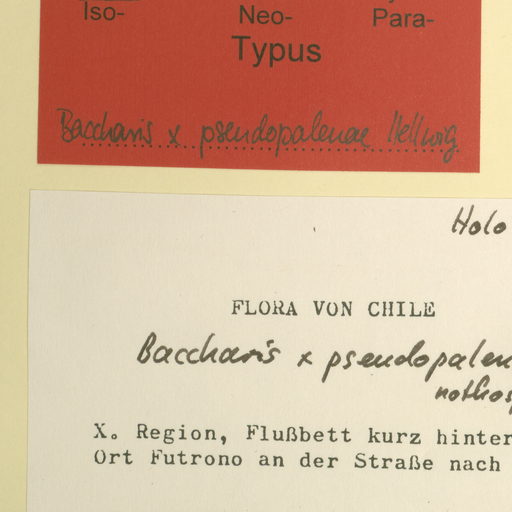 Iso- Neo- Para-
Typus
Baccharis x pseudopalenae Hellwig
Holo
FLORA VON CHILE
Baccharis x pseudopalen
nothos
X. Region, Flußbett kurz hinter
Ort Futrono an der Straße nach